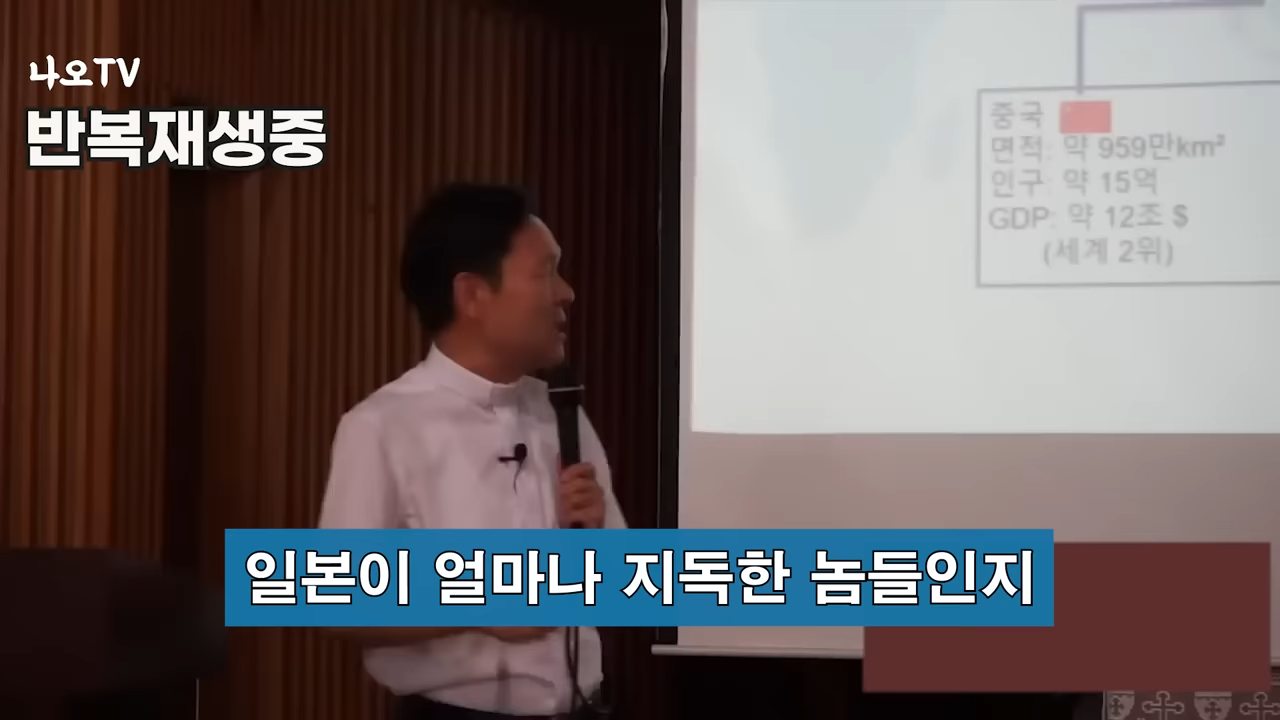 나오TV
반복재생중
중국
면적: 약 959만km²
인구: 약 15억
GDP: 약 12조 $
(세계 2위)
일본이 얼마나 지독한 놈들인지